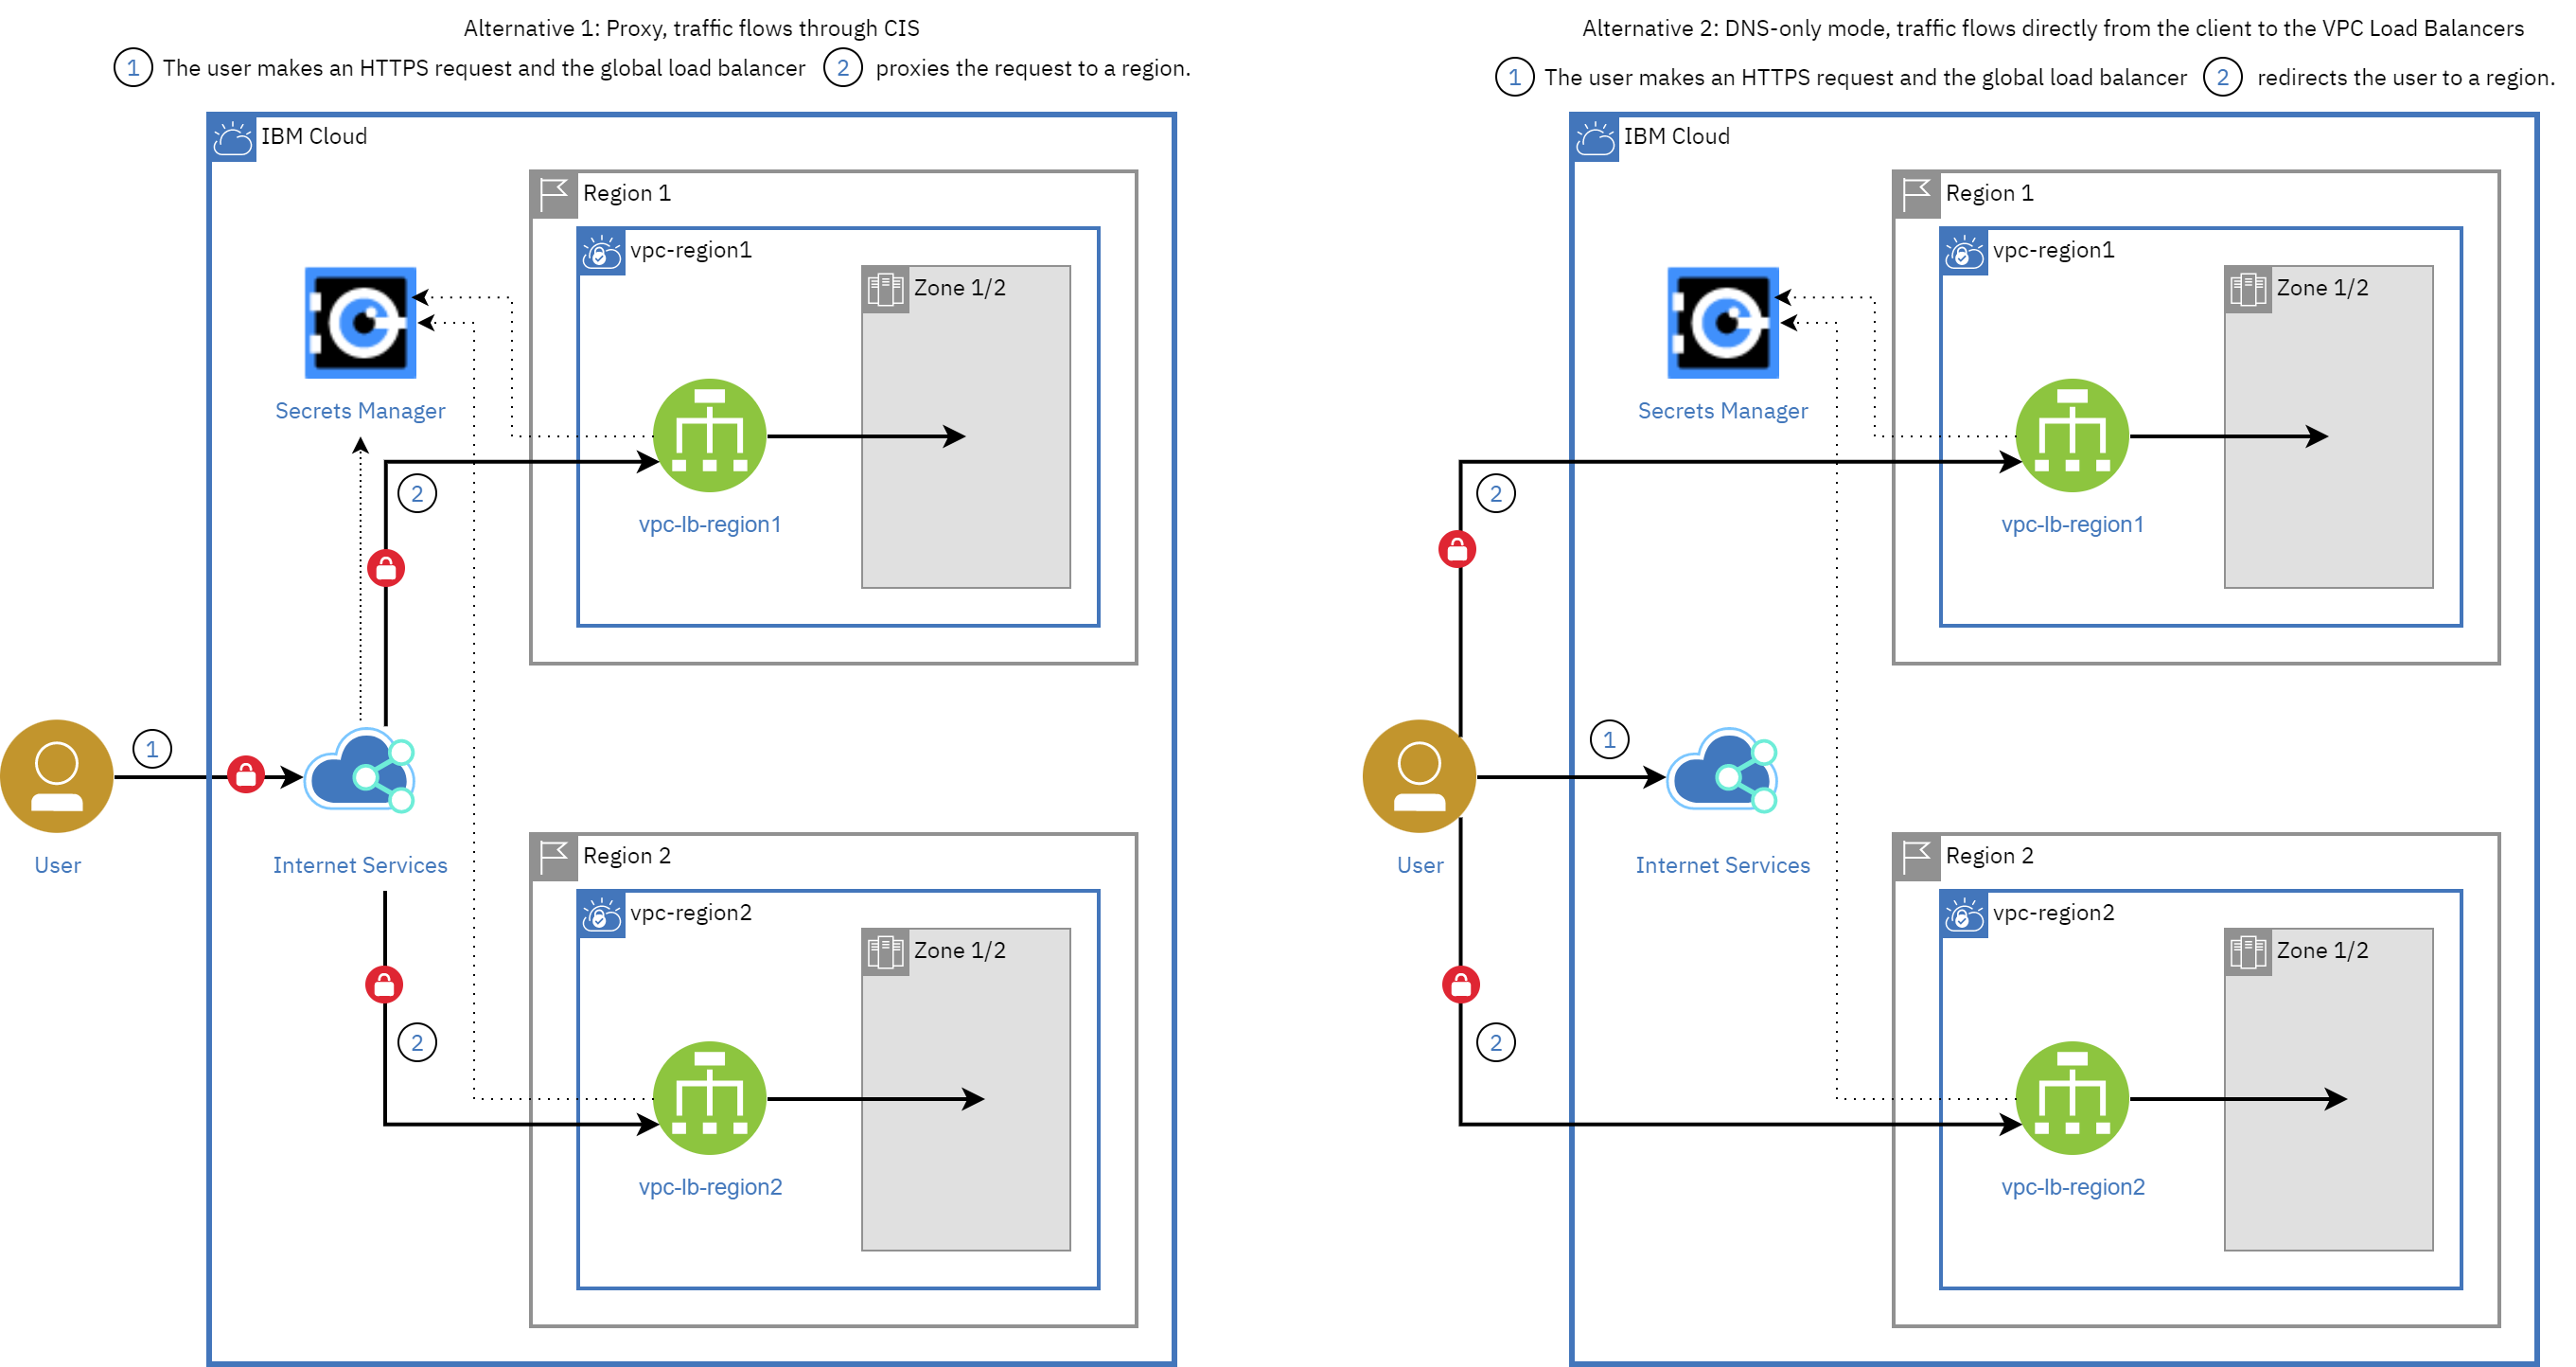 Alternative 1: Proxy, traffic flows through CIS
1 The user makes an HTTPS request and the global load balancer 2 proxies the request to a region.
IBM Cloud
Region 1
vpc-region1
Zone 1/2
Secrets Manager
2
vpc-lb-region1
1
User
Internet Services
Region 2
vpc-region2
Zone 1/2
2
vpc-lb-region2
Alternative 2: DNS-only mode, traffic flows directly from the client to the VPC Load Balancers
1 The user makes an HTTPS request and the global load balancer 2 redirects the user to a region.
IBM Cloud
Region 1
vpc-region1
Zone 1/2
Secrets Manager
2
vpc-lb-region1
1
User
Internet Services
Region 2
vpc-region2
Zone 1/2
2
vpc-lb-region2